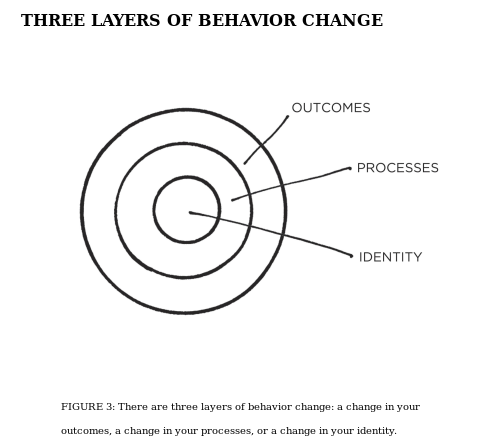 THREE LAYERS OF BEHAVIOR CHANGE
OUTCOMES
PROCESSES
IDENTITY
FIGURE 3: There are three layers of behavior change: a change in your
outcomes, a change in your processes, or a change in your identity.